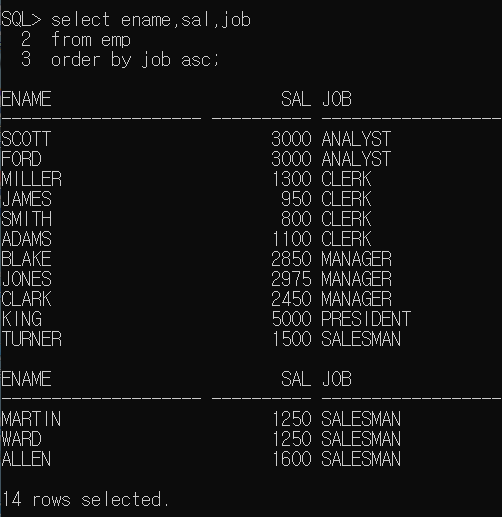 SQL> select ename,sal,job
  2  from emp
  3  order by job asc;
ENAME                       SAL JOB
-------------------- ---------- ------------------
SCOTT                      3000 ANALYST
FORD                       3000 ANALYST
MILLER                     1300 CLERK
JAMES                       950 CLERK
SMITH                       800 CLERK
ADAMS                      1100 CLERK
BLAKE                      2850 MANAGER
JONES                      2975 MANAGER
CLARK                      2450 MANAGER
KING                       5000 PRESIDENT
TURNER                     1500 SALESMAN
ENAME                       SAL JOB
-------------------- ---------- ------------------
MARTIN                     1250 SALESMAN
WARD                       1250 SALESMAN
ALLEN                      1600 SALESMAN
14 rows selected.